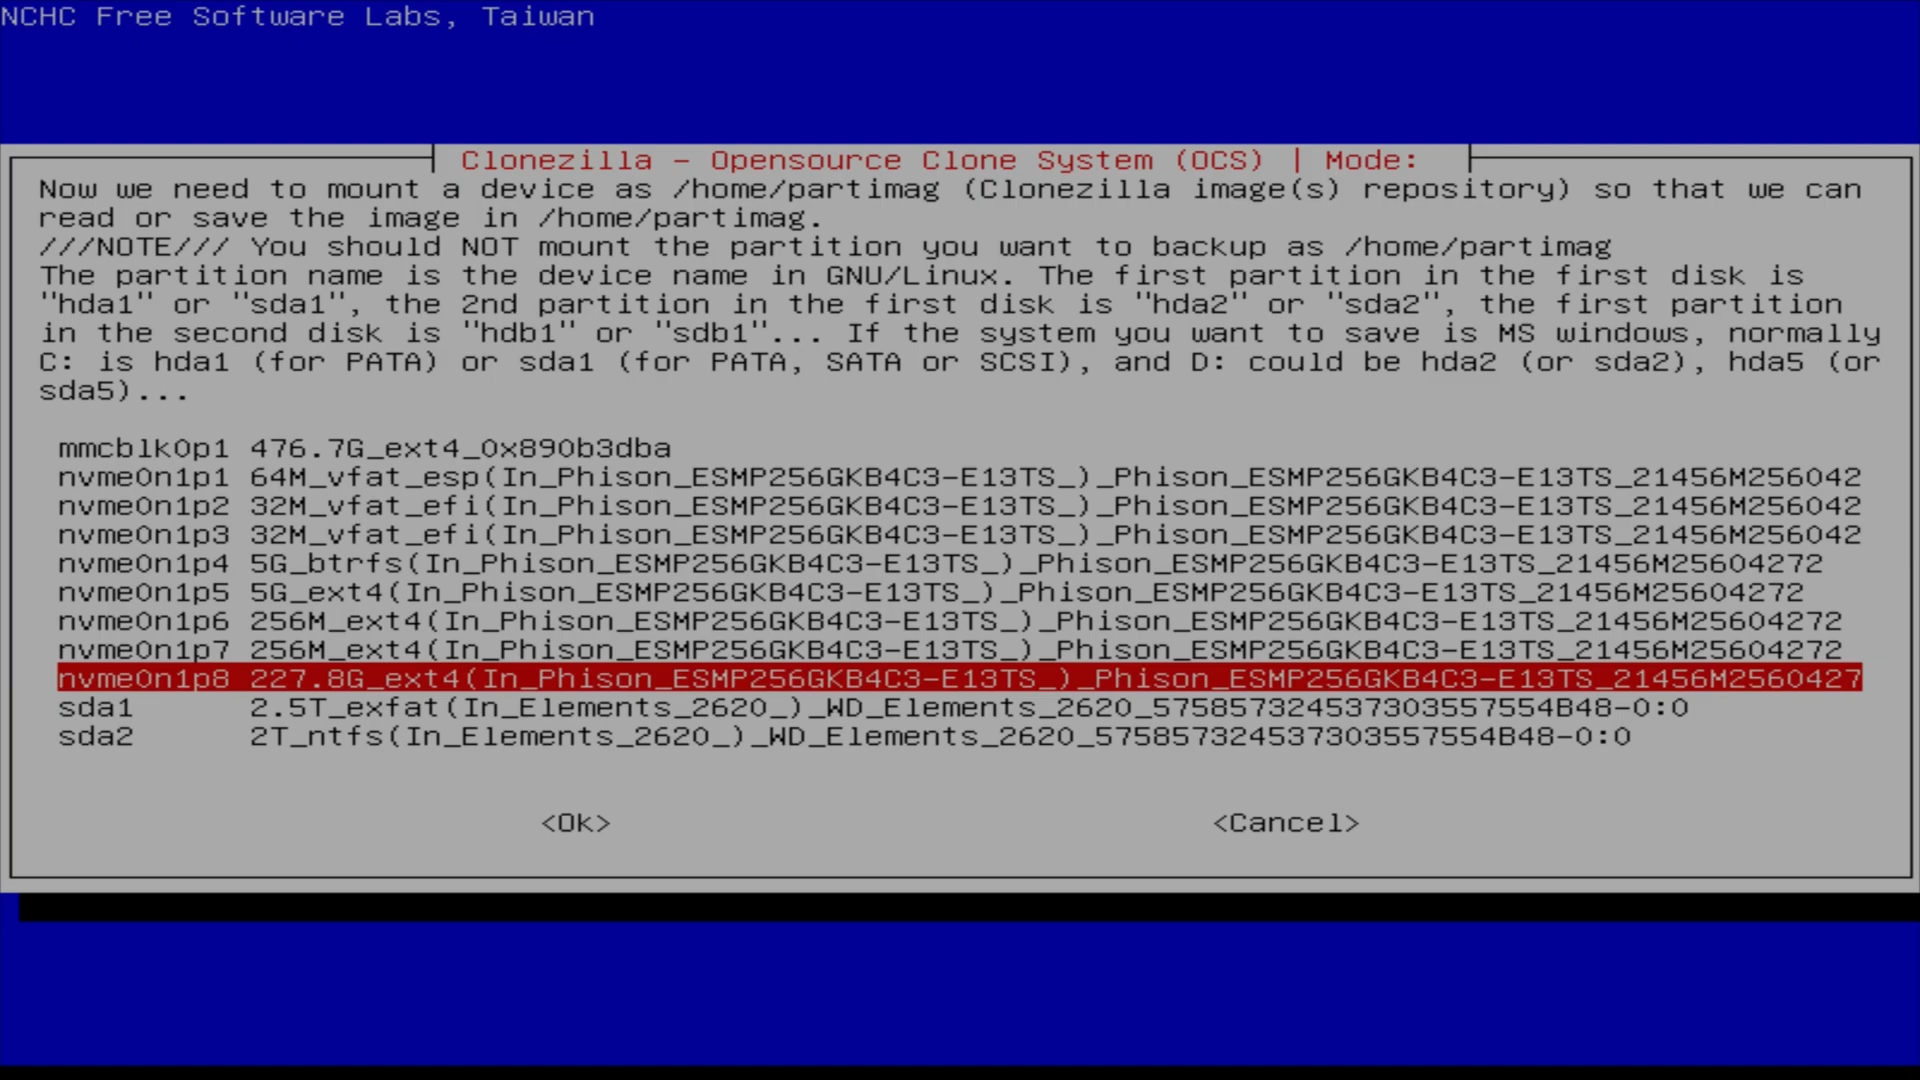 NCHC Free Software Labs, Taiwan
Clonezilla - Opensource Clone System (OCS) | Mode:
Now we need to mount a device as /home/partimag (Clonezilla image(s) repository) so that we can
read or save the image in /home/partimag.
///NOTE/// You should NOT mount the partition you want to backup as /home/partimag
The partition name is the device name in GNU/Linux. The first partition in the first disk is
"hda1" or "sda1", the 2nd partition in the first disk is "hda2" or "sda2", the first partition
in the second disk is "hdb1" or "sdb1"... If the system you want to save is MS windows, normally
C: is hda1 (for PATA) or sda1 (for PATA, SATA or SCSI), and D: could be hda2 (or sda2), hda5 (or
sda5)...
mmcblk0p1 476.7G_ext4_0x890b3dba
nvme0n1p1 64M_vfat_esp(In_Phison_ESMP256GKB4C3-E13TS_)_Phison_ESMP256GKB4C3-E13TS_21456M256042
nvme0n1p2 32M_vfat_efi(In_Phison_ESMP256GKB4C3-E13TS_)_Phison_ESMP256GKB4C3-E13TS_21456M256042
nvme0n1p3 32M_vfat_efi(In_Phison_ESMP256GKB4C3-E13TS_)_Phison_ESMP256GKB4C3-E13TS_21456M256042
nvme0n1p4 5G_btrfs(In_Phison_ESMP256GKB4C3-E13TS_)_Phison_ESMP256GKB4C3-E13TS_21456M25604272
nvme0n1p5 5G_ext4(In_Phison_ESMP256GKB4C3-E13TS_)_Phison_ESMP256GKB4C3-E13TS_21456M25604272
nvme0n1p6 256M_ext4(In_Phison_ESMP256GKB4C3-E13TS_)_Phison_ESMP256GKB4C3-E13TS_21456M25604272
nvme0n1p7 256M_ext4(In_Phison_ESMP256GKB4C3-E13TS_)_Phison_ESMP256GKB4C3-E13TS_21456M25604272
nvme0n1p8 227.8G_ext4(In_Phison_ESMP256GKB4C3-E13TS_)_Phison_ESMP256GKB4C3-E13TS_21456M2560427
sda1 2.5T_exfat(In_Elements_2620_)_WD_Elements_2620_575857324537303557554B48-0:0
sda2 2T_ntfs(In_Elements_2620_)_WD_Elements_2620_575857324537303557554B48-0:0
<Ok> <Cancel>